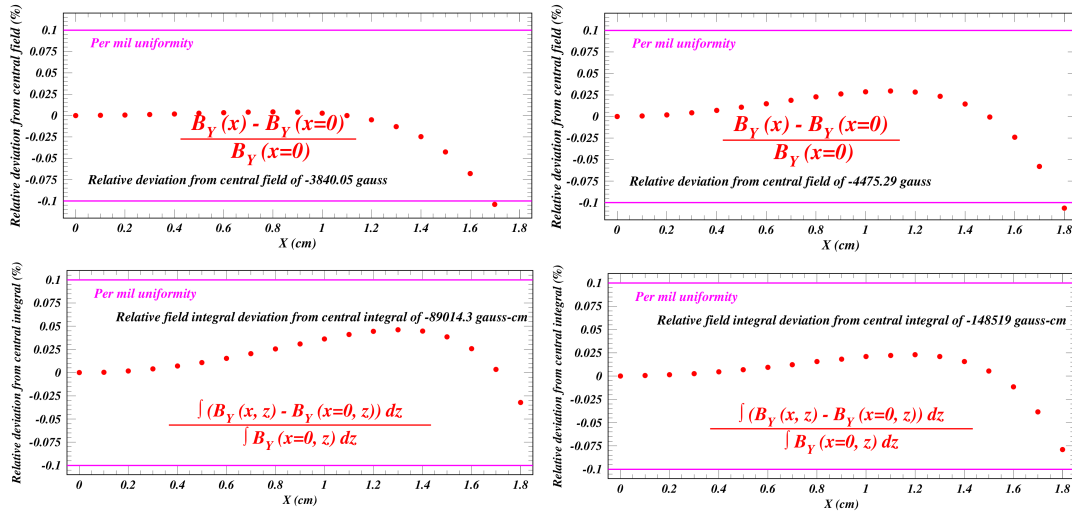 Relative deviation from central field (%)
0.1
0.075
0.05
0.025
0
-0.025
-0.05
-0.075
-0.1
Per mil uniformity
B_Y (x) - B_Y (x=0)
B_Y (x=0)
Relative deviation from central field of -3840.05 gauss
0 0.2 0.4 0.6 0.8 1 1.2 1.4 1.6 1.8
X (cm)
Relative deviation from central field (%)
0.1
0.075
0.05
0.025
0
-0.025
-0.05
-0.075
-0.1
Per mil uniformity
B_Y (x) - B_Y (x=0)
B_Y (x=0)
Relative deviation from central field of -4475.29 gauss
0 0.2 0.4 0.6 0.8 1 1.2 1.4 1.6 1.8
X (cm)
Relative deviation from central integral (%)
0.1
0.075
0.05
0.025
0
-0.025
-0.05
-0.075
-0.1
Per mil uniformity
Relative field integral deviation from central integral of -89014.3 gauss-cm
∫ (B_Y (x, z) - B_Y (x=0, z)) dz
∫ B_Y (x=0, z) dz
0 0.2 0.4 0.6 0.8 1 1.2 1.4 1.6 1.8
X (cm)
Relative deviation from central integral (%)
0.1
0.075
0.05
0.025
0
-0.025
-0.05
-0.075
-0.1
Per mil uniformity
Relative field integral deviation from central integral of -148519 gauss-cm
∫ (B_Y (x, z) - B_Y (x=0, z)) dz
∫ B_Y (x=0, z) dz
0 0.2 0.4 0.6 0.8 1 1.2 1.4 1.6 1.8
X (cm)